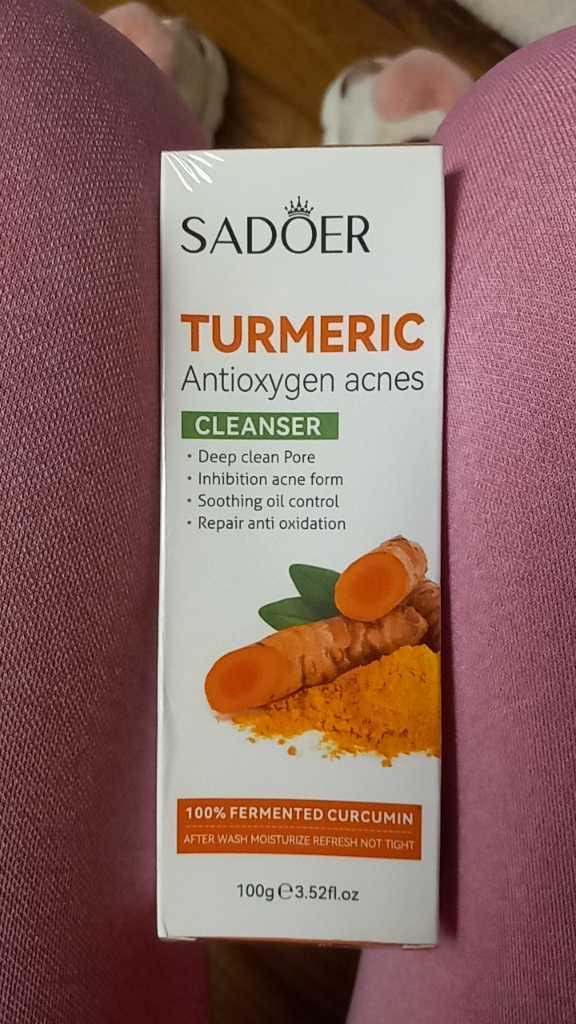 SADOER
TURMERIC
Antioxygen acnes
CLEANSER
• Deep clean Pore
• Inhibition acne form
• Soothing oil control
• Repair anti oxidation
100% FERMENTED CURCUMIN
AFTER WASH MOISTURIZE REFRESH NOT TIGHT
100g℮3.52fl.oz